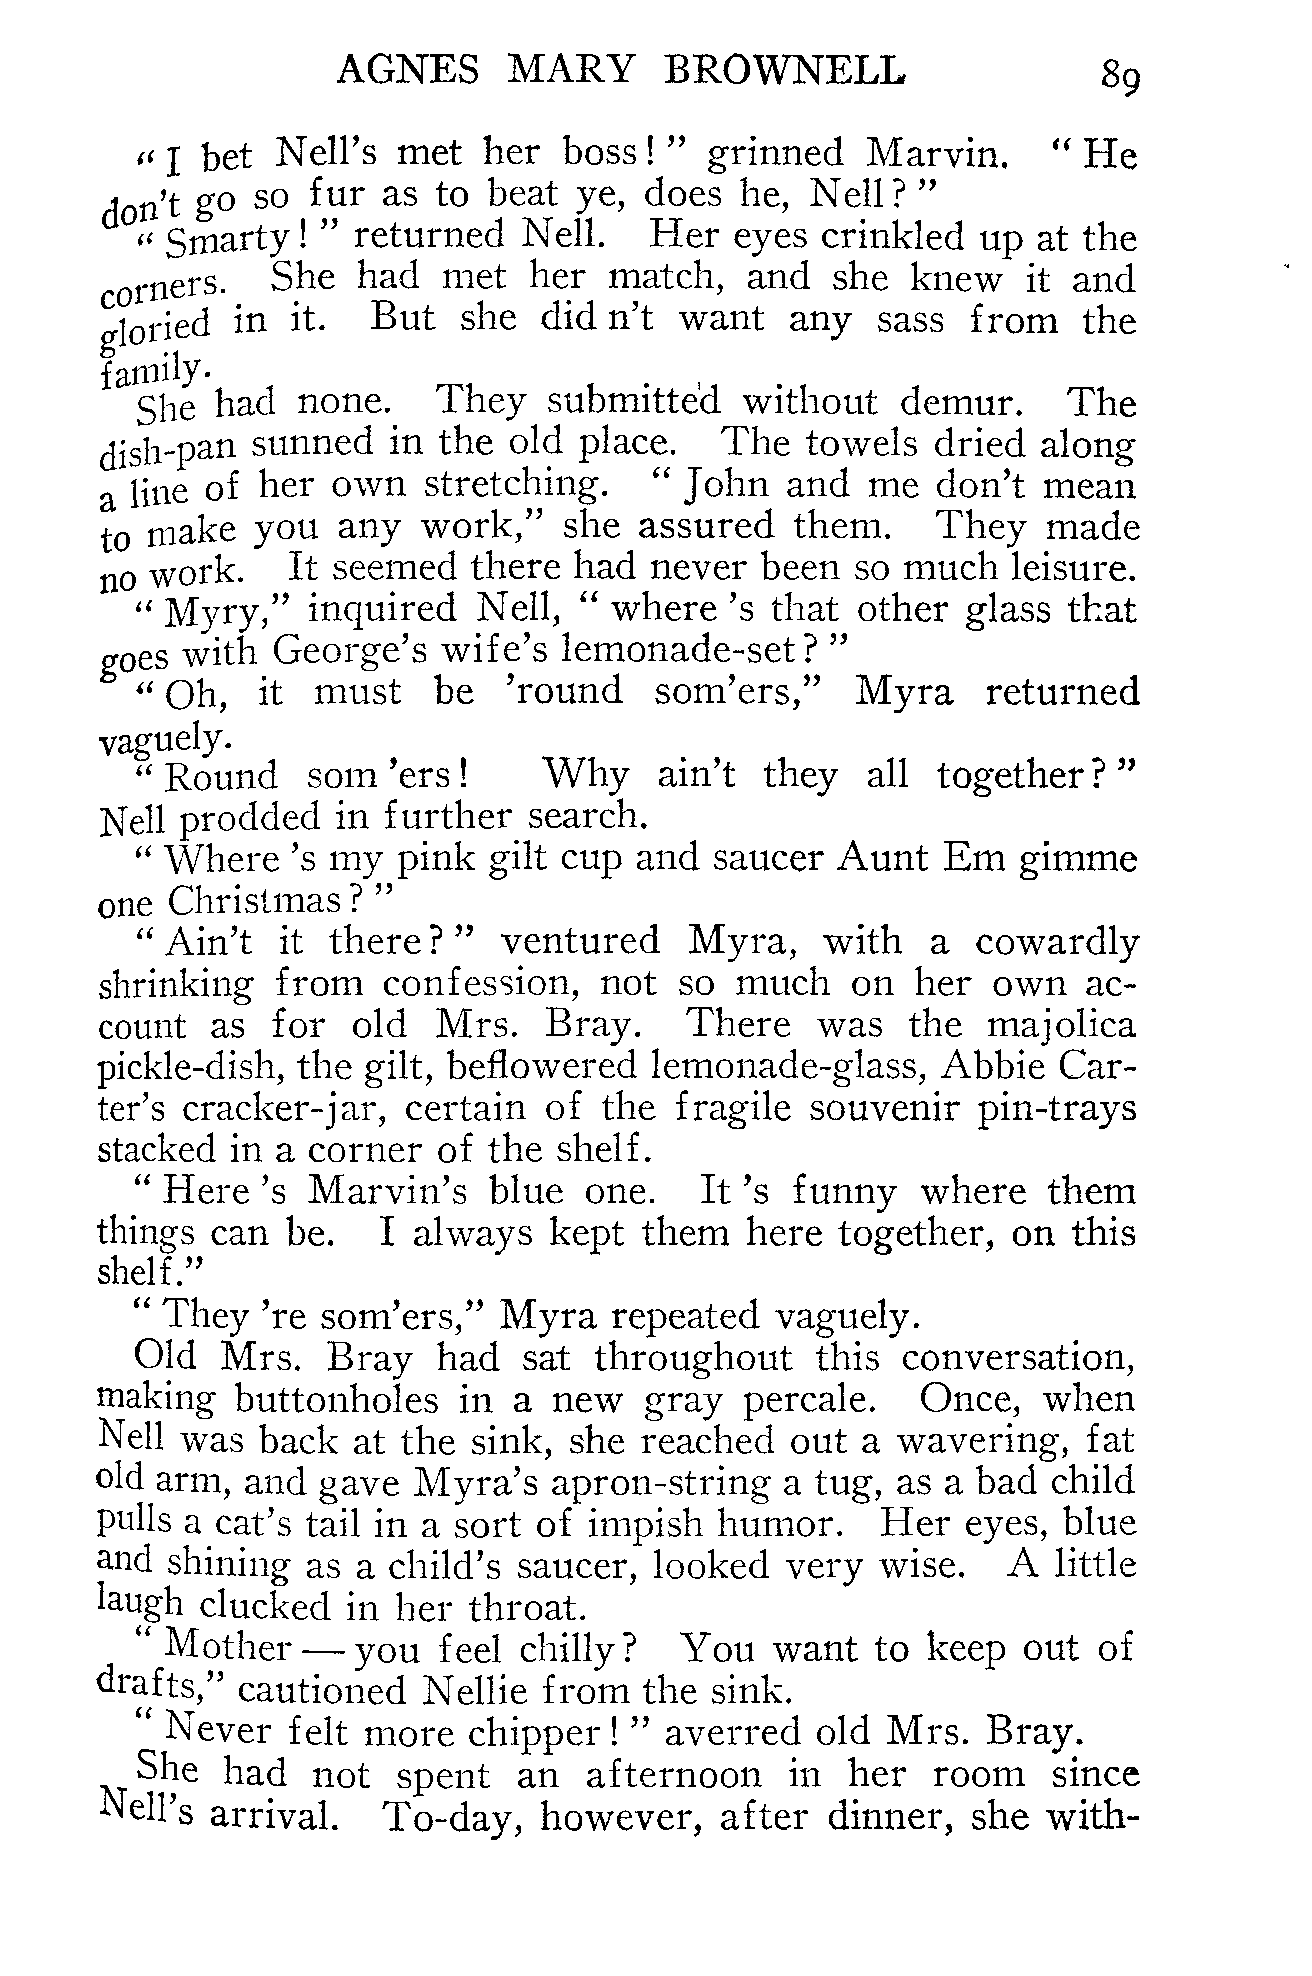 AGNES MARY BROWNELL 89
“ I bet Nell’s met her boss! ” grinned Marvin. “ He
don’t go so fur as to beat ye, does he, Nell? ”
“ Smarty! ” returned Nell. Her eyes crinkled up at the
corners. She had met her match, and she knew it and
gloried in it. But she did n’t want any sass from the
family.
She had none. They submitted without demur. The
dish-pan sunned in the old place. The towels dried along
a line of her own stretching. “ John and me don’t mean
to make you any work,” she assured them. They made
no work. It seemed there had never been so much leisure.
“ Myry,” inquired Nell, “ where ’s that other glass that
goes with George’s wife’s lemonade-set? ”
“ Oh, it must be ’round som’ers,” Myra returned
vaguely.
“ Round som ’ers! Why ain’t they all together? ”
Nell prodded in further search.
“ Where ’s my pink gilt cup and saucer Aunt Em gimme
one Christmas? ”
“ Ain’t it there? ” ventured Myra, with a cowardly
shrinking from confession, not so much on her own ac-
count as for old Mrs. Bray. There was the majolica
pickle-dish, the gilt, beflowered lemonade-glass, Abbie Car-
ter’s cracker-jar, certain of the fragile souvenir pin-trays
stacked in a corner of the shelf.
“ Here ’s Marvin’s blue one. It ’s funny where them
things can be. I always kept them here together, on this
shelf.”
“ They ’re som’ers,” Myra repeated vaguely.
Old Mrs. Bray had sat throughout this conversation,
making buttonholes in a new gray percale. Once, when
Nell was back at the sink, she reached out a wavering, fat
old arm, and gave Myra’s apron-string a tug, as a bad child
pulls a cat’s tail in a sort of impish humor. Her eyes, blue
and shining as a child’s saucer, looked very wise. A little
laugh clucked in her throat.
“ Mother — you feel chilly? You want to keep out of
drafts,” cautioned Nellie from the sink.
“ Never felt more chipper! ” averred old Mrs. Bray.
She had not spent an afternoon in her room since
Nell’s arrival. To-day, however, after dinner, she with-